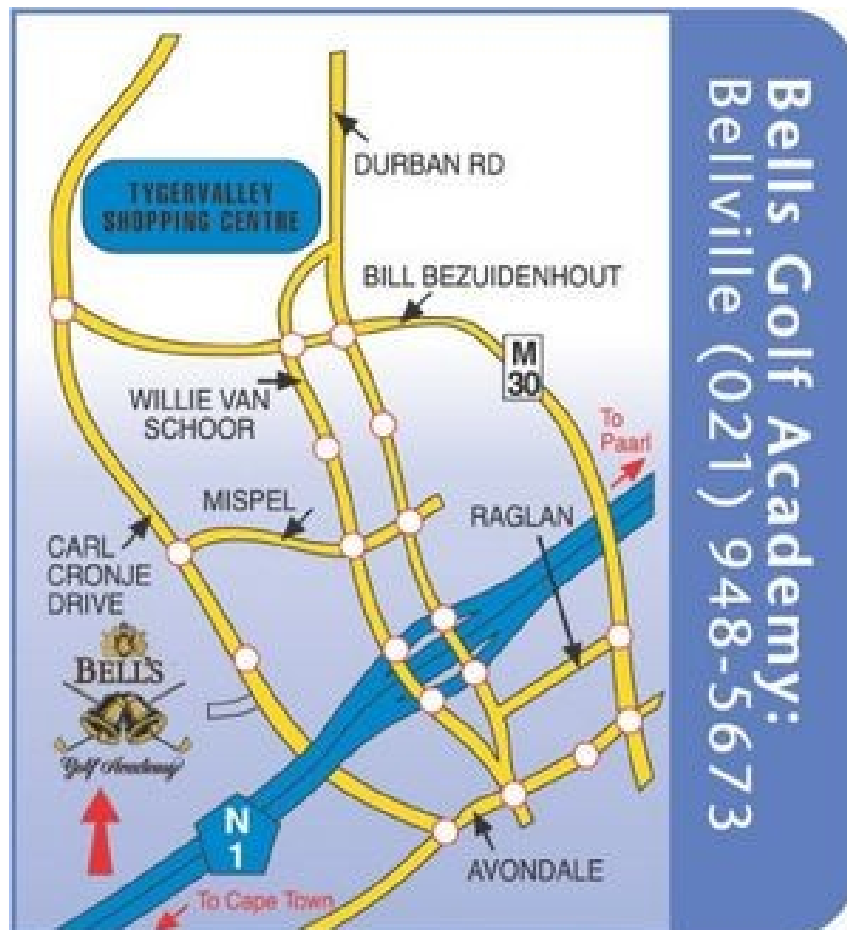 TYGERVALLEY
SHOPPING CENTRE
DURBAN RD
BILL BEZUIDENHOUT
M
30
WILLIE VAN
SCHOOR
To
Paarl
MISPEL
RAGLAN
CARL
CRONJE
DRIVE
BELL'S
Golf Academy
N
1
AVONDALE
To Cape Town
Bells Golf Academy:
Bellville (021) 948-5673